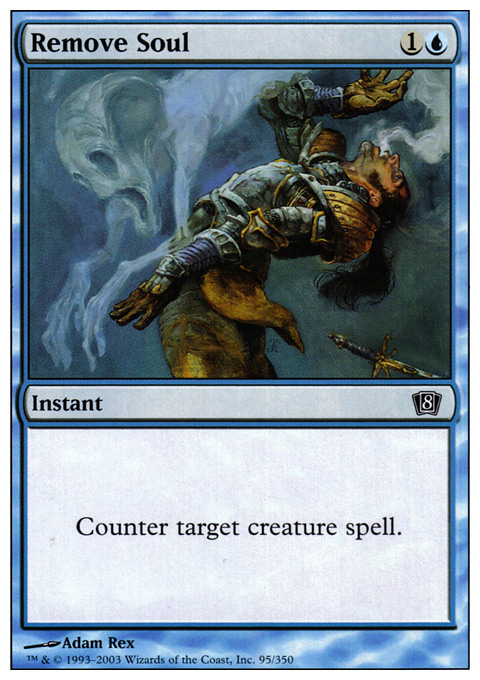 Remove Soul 1
Instant 8
Counter target creature spell.
Adam Rex
™ & © 1993–2003 Wizards of the Coast, Inc. 95/350